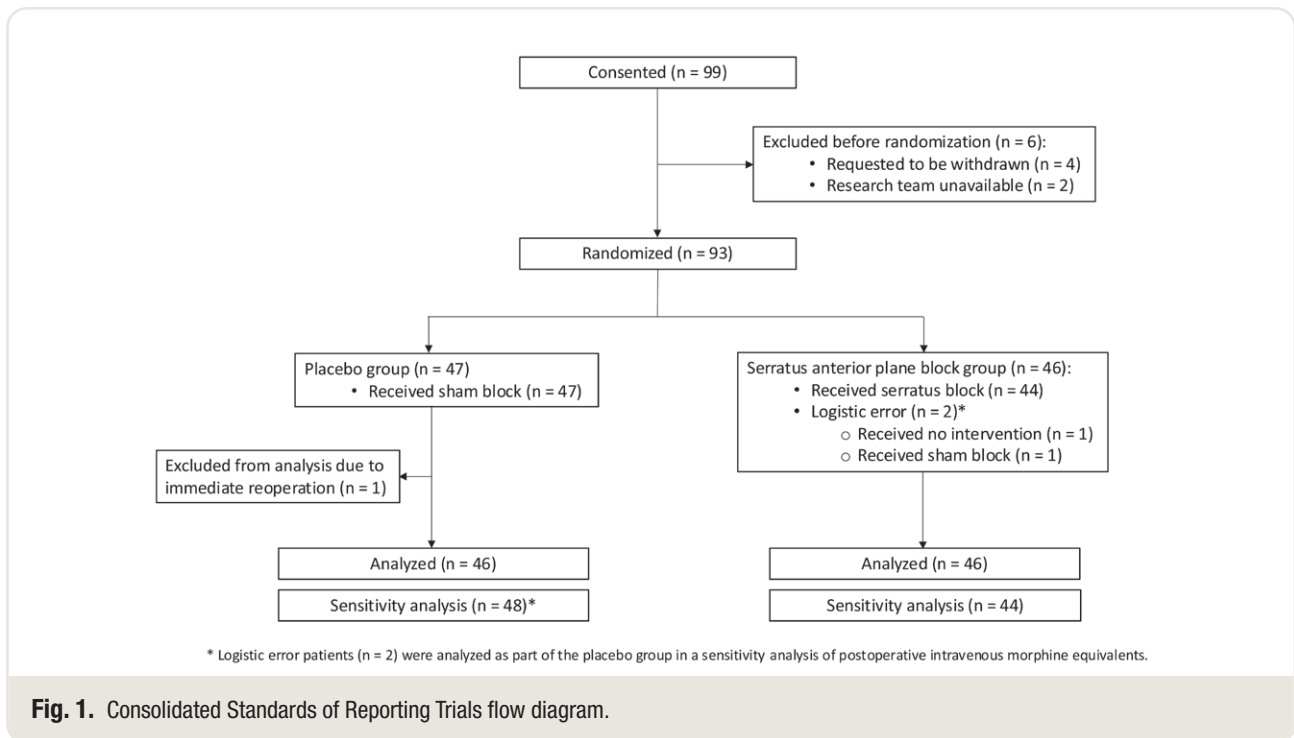 Consented (n = 99)
Excluded before randomization (n = 6):
• Requested to be withdrawn (n = 4)
• Research team unavailable (n = 2)
Randomized (n = 93)
Placebo group (n = 47)
• Received sham block (n = 47)
Serratus anterior plane block group (n = 46):
• Received serratus block (n = 44)
• Logistic error (n = 2)*
o Received no intervention (n = 1)
o Received sham block (n = 1)
Excluded from analysis due to
immediate reoperation (n = 1)
Analyzed (n = 46)
Sensitivity analysis (n = 48)*
Analyzed (n = 46)
Sensitivity analysis (n = 44)
* Logistic error patients (n = 2) were analyzed as part of the placebo group in a sensitivity analysis of postoperative intravenous morphine equivalents.
Fig. 1. Consolidated Standards of Reporting Trials flow diagram.